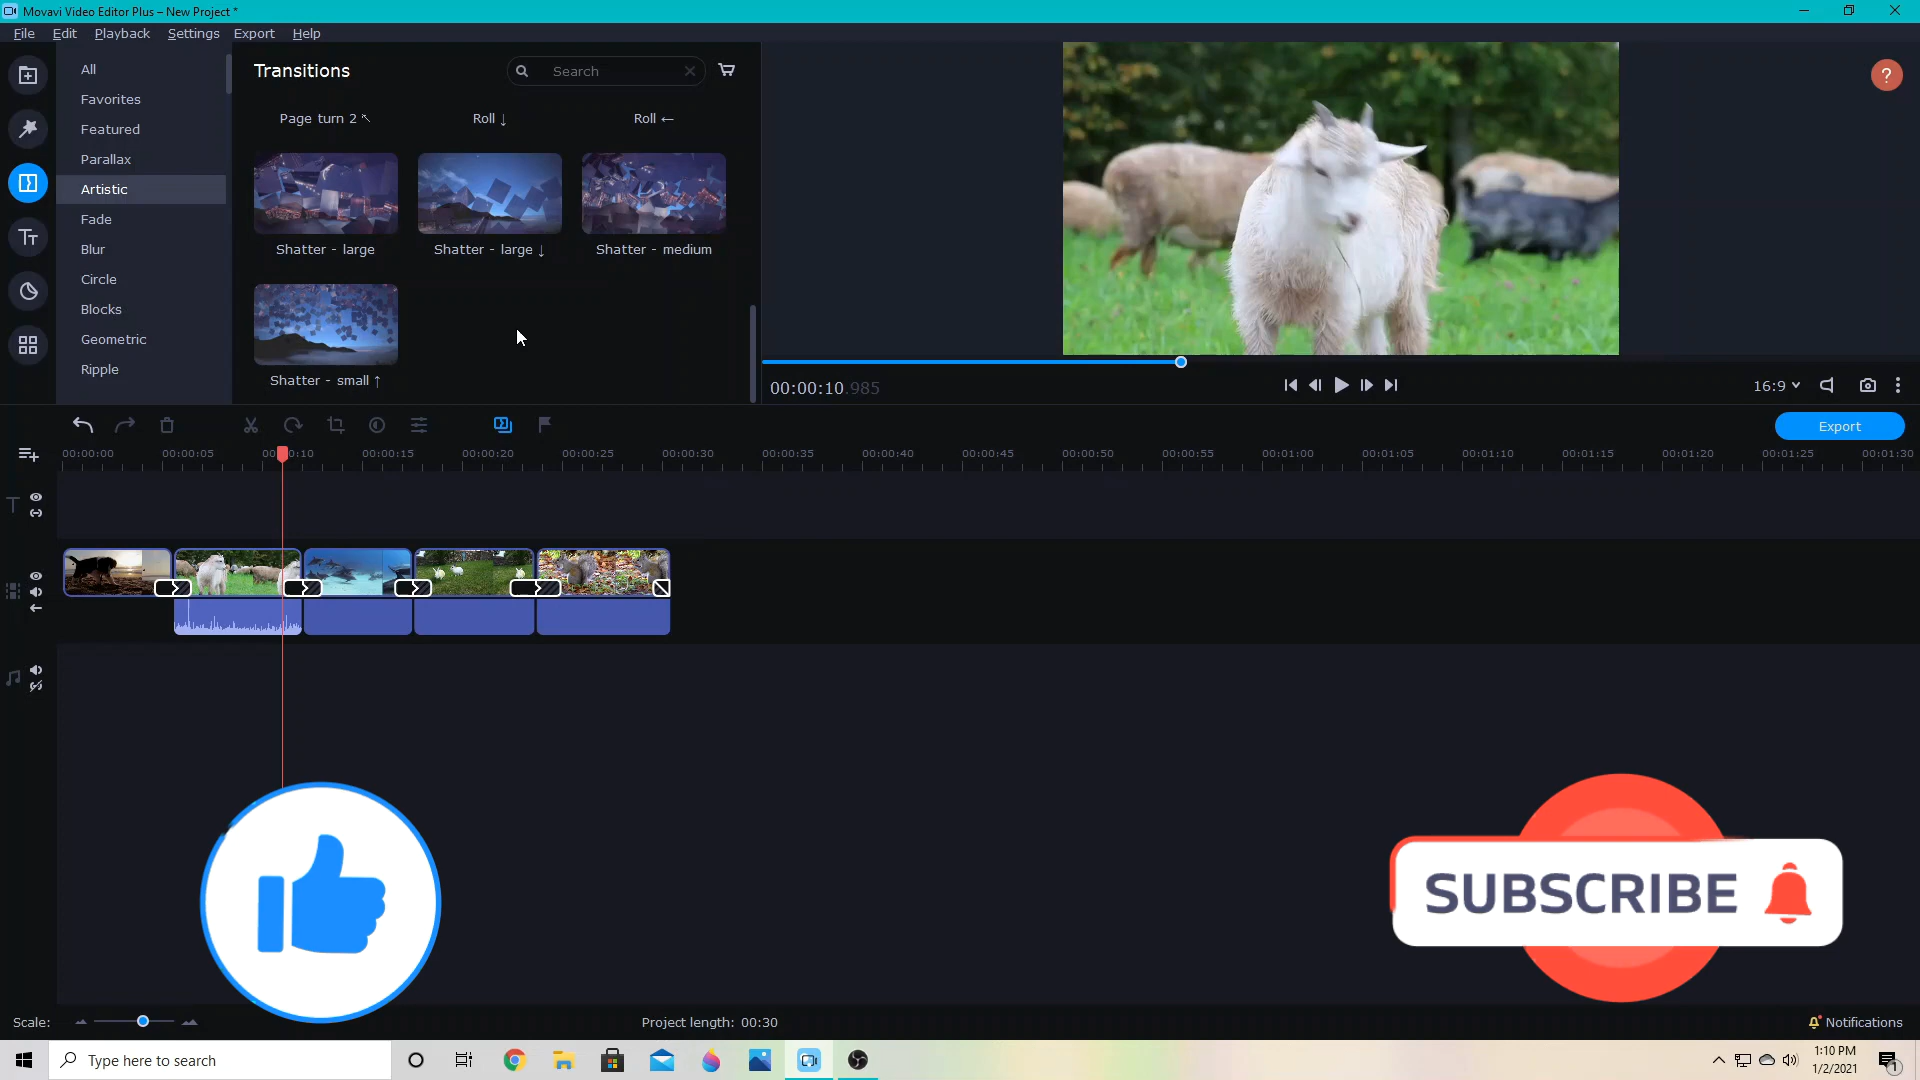 Movavi Video Editor Plus – New Project *
File Edit Playback Settings Export Help
All
Favorites
Featured
Parallax
Artistic
Fade
Blur
Circle
Blocks
Geometric
Ripple
Transitions
Search
Page turn 2 ↖
Roll ↓
Roll ←
Shatter - large
Shatter - large ↓
Shatter - medium
Shatter - small ↑
?
00:00:10.985
16:9
Export
00:00:00 00:00:05 00:00:10 00:00:15 00:00:20 00:00:25 00:00:30 00:00:35 00:00:40 00:00:45 00:00:50 00:00:55 00:01:00 00:01:05 00:01:10 00:01:15 00:01:20 00:01:25 00:01:30
SUBSCRIBE
Scale:
Project length: 00:30
Notifications
Type here to search
1:10 PM
1/2/2021
1